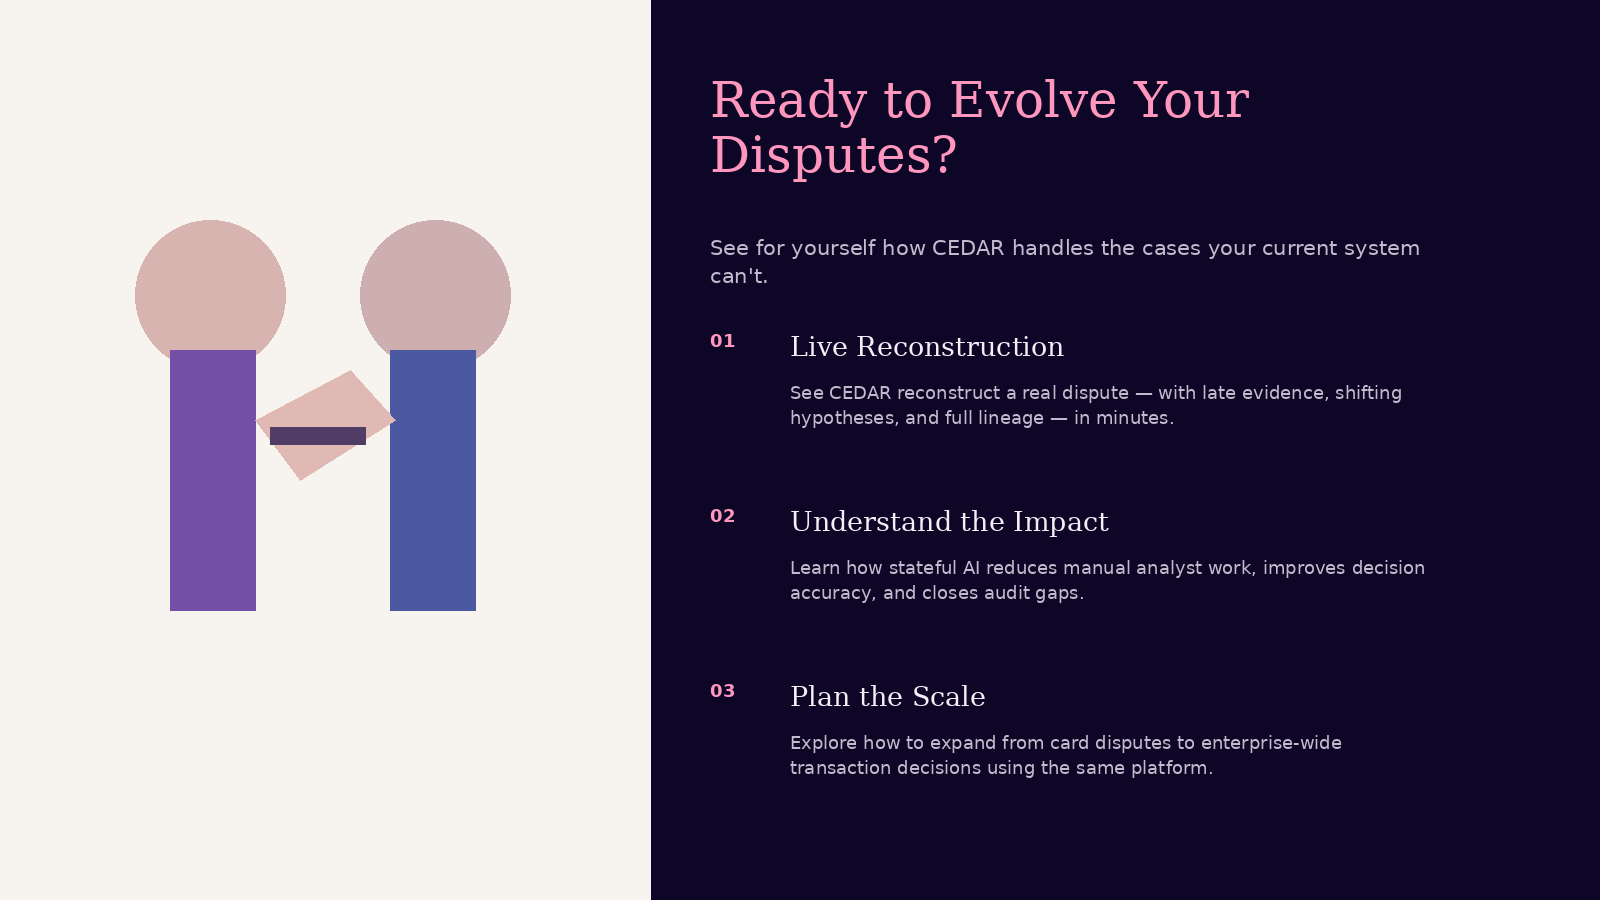 Ready to Evolve Your
Disputes?
See for yourself how CEDAR handles the cases your current system
can't.
01
Live Reconstruction
See CEDAR reconstruct a real dispute — with late evidence, shifting
hypotheses, and full lineage — in minutes.
02
Understand the Impact
Learn how stateful AI reduces manual analyst work, improves decision
accuracy, and closes audit gaps.
03
Plan the Scale
Explore how to expand from card disputes to enterprise-wide
transaction decisions using the same platform.